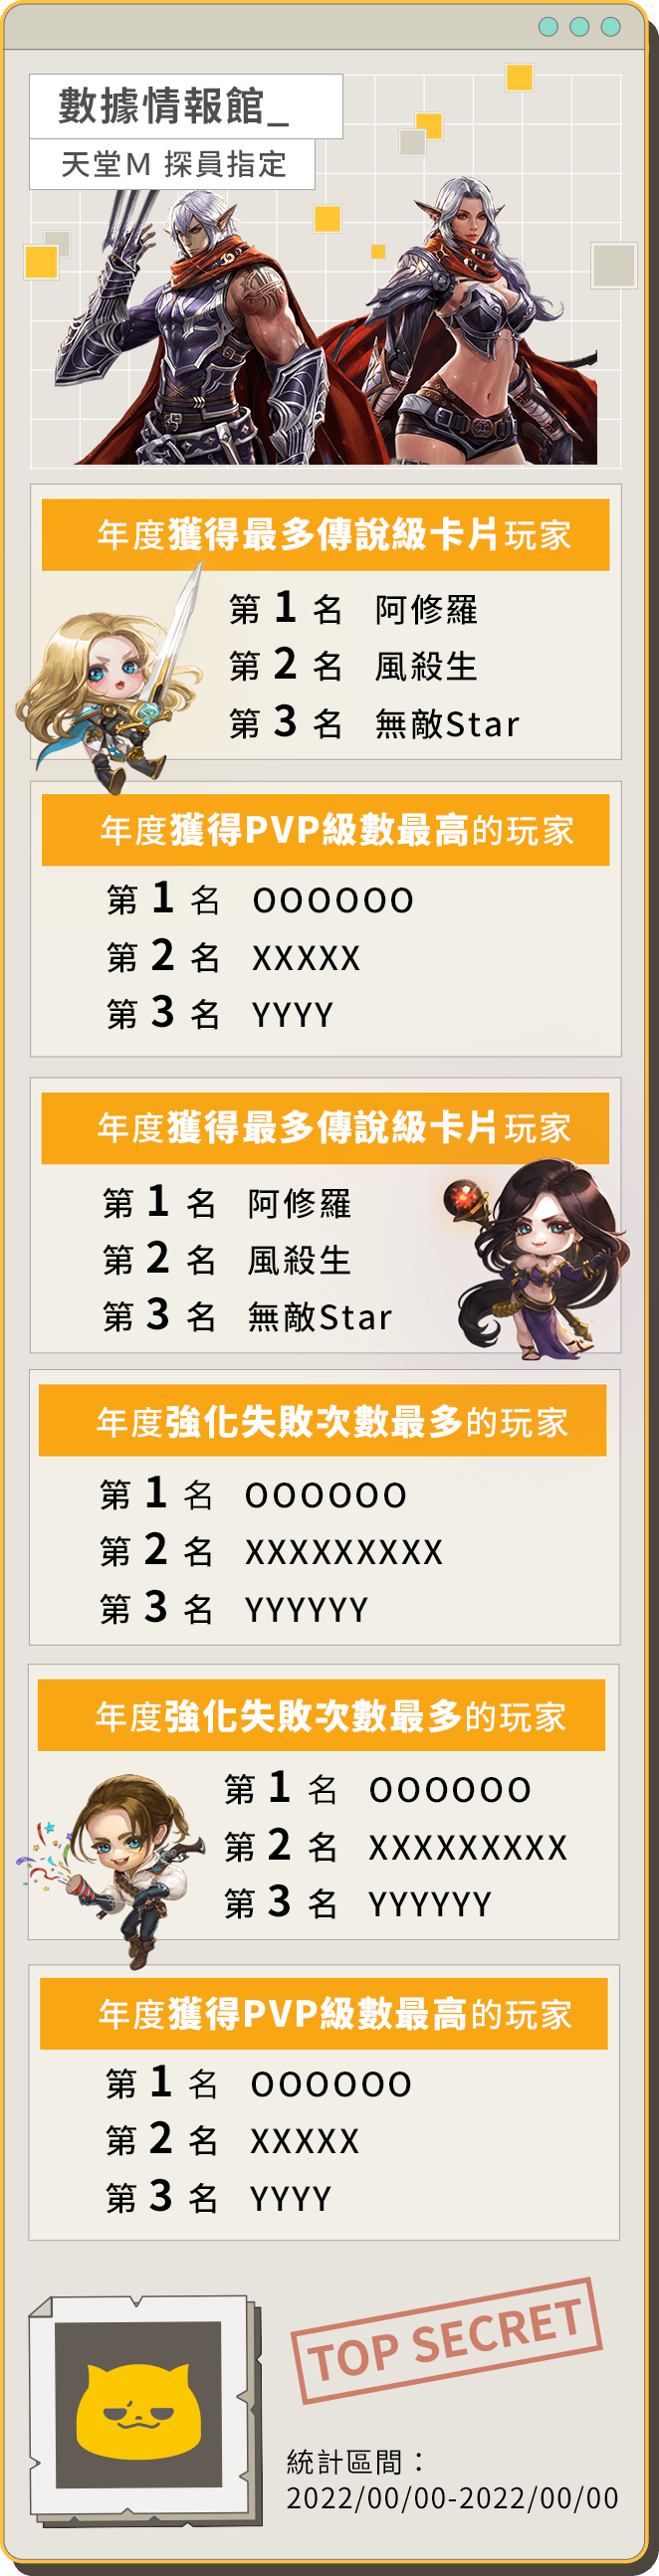 數據情報館_
天堂M 探員指定
年度獲得最多傳說級卡片玩家
第 1 名 阿修羅
第 2 名 風殺生
第 3 名 無敵Star
年度獲得PVP級數最高的玩家
第 1 名 OOOOOO
第 2 名 XXXXX
第 3 名 YYYY
年度獲得最多傳說級卡片玩家
第 1 名 阿修羅
第 2 名 風殺生
第 3 名 無敵Star
年度強化失敗次數最多的玩家
第 1 名 OOOOOO
第 2 名 XXXXXXXXX
第 3 名 YYYYYY
年度強化失敗次數最多的玩家
第 1 名 OOOOOO
第 2 名 XXXXXXXXX
第 3 名 YYYYYY
年度獲得PVP級數最高的玩家
第 1 名 OOOOOO
第 2 名 XXXXX
第 3 名 YYYY
TOP SECRET
統計區間：
2022/00/00-2022/00/00